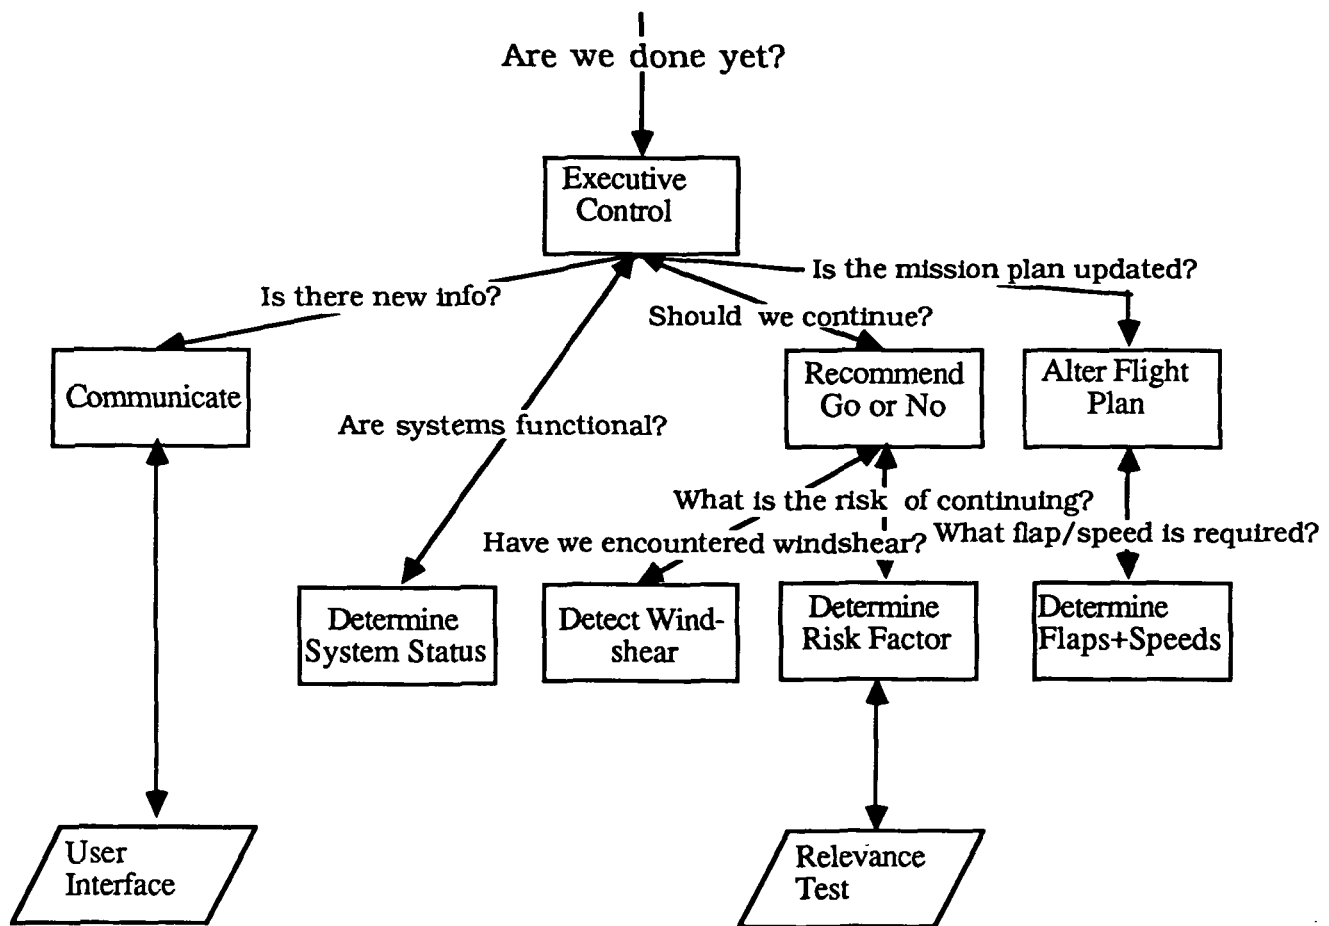 Are we done yet?
Executive
Control
Is the mission plan updated?
Is there new info?
Should we continue?
Communicate
Recommend
Go or No
Alter Flight
Plan
Are systems functional?
What is the risk of continuing?
Have we encountered windshear?
What flap/speed is required?
Determine
System Status
Detect Wind-
shear
Determine
Risk Factor
Determine
Flaps+Speeds
User
Interface
Relevance
Test